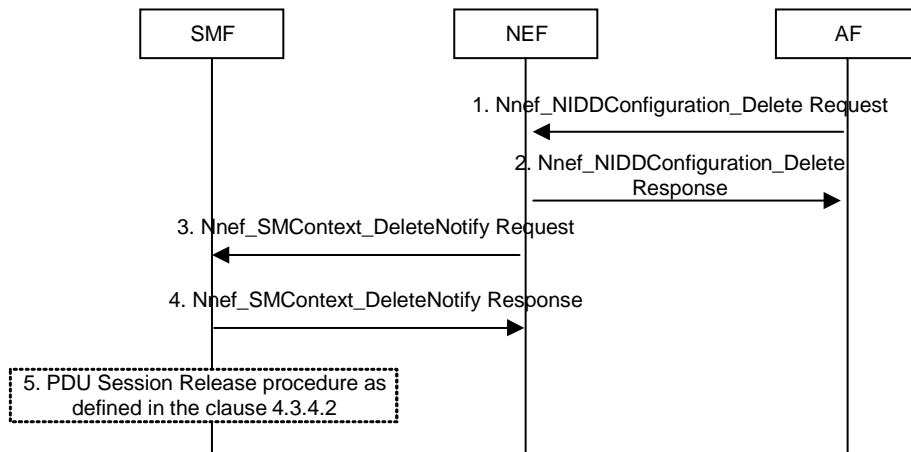 SMF
NEF
AF
1. Nnef_NIDDConfiguration_Delete Request
2. Nnef_NIDDConfiguration_Delete
Response
3. Nnef_SMContext_DeleteNotify Request
4. Nnef_SMContext_DeleteNotify Response
5. PDU Session Release procedure as
defined in the clause 4.3.4.2